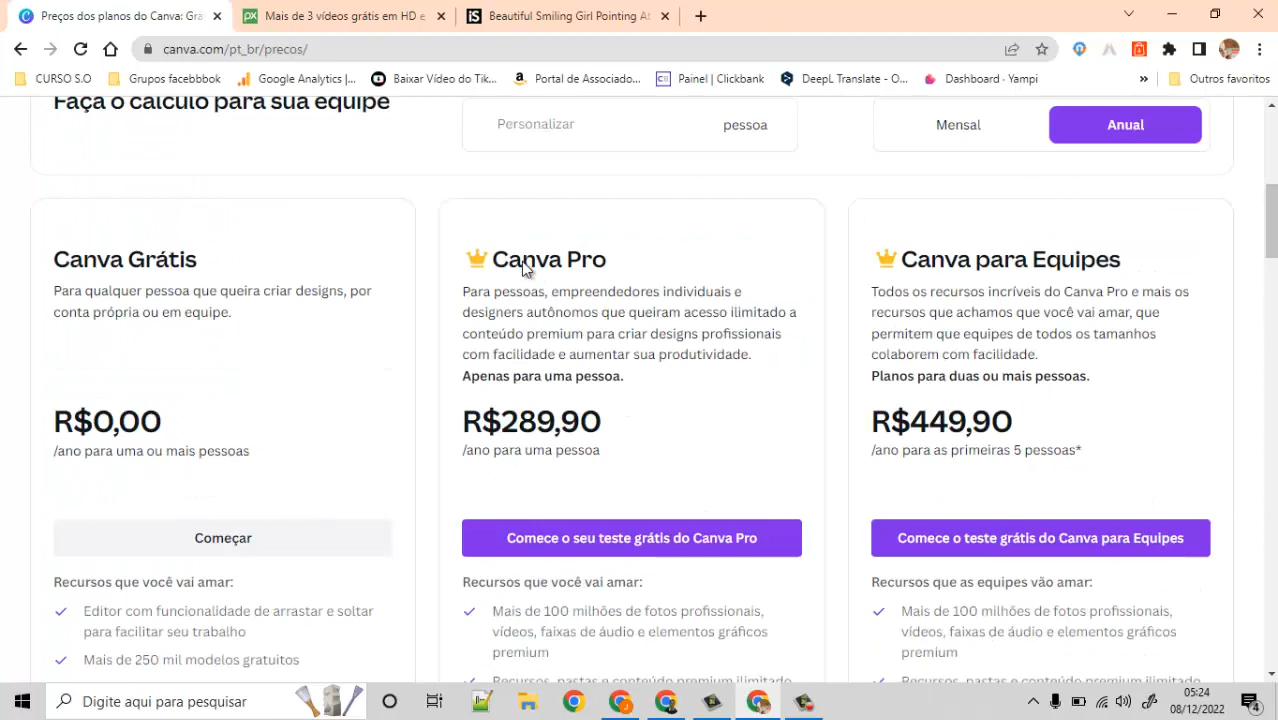 Preços dos planos do Canva: Gra
Mais de 3 vídeos grátis em HD e
Beautiful Smiling Girl Pointing At
canva.com/pt_br/precos/
CURSO S.O
Grupos facebbbok
Google Analytics |...
Baixar Vídeo do Tik...
Portal de Associado...
Painel | Clickbank
DeepL Translate - O...
Dashboard · Yampi
»
Outros favoritos
Faça o cálculo para sua equipe
Personalizar
pessoa
Mensal
Anual
Canva Grátis
Para qualquer pessoa que queira criar designs, por
conta própria ou em equipe.
R$0,00
/ano para uma ou mais pessoas
Começar
Recursos que você vai amar:
Editor com funcionalidade de arrastar e soltar
para facilitar seu trabalho
Mais de 250 mil modelos gratuitos
Canva Pro
Para pessoas, empreendedores individuais e
designers autônomos que queiram acesso ilimitado a
conteúdo premium para criar designs profissionais
com facilidade e aumentar sua produtividade.
Apenas para uma pessoa.
R$289,90
/ano para uma pessoa
Comece o seu teste grátis do Canva Pro
Recursos que você vai amar:
Mais de 100 milhões de fotos profissionais,
vídeos, faixas de áudio e elementos gráficos
premium
Recursos, pastas e conteúdo premium ilimitado
Canva para Equipes
Todos os recursos incríveis do Canva Pro e mais os
recursos que achamos que você vai amar, que
permitem que equipes de todos os tamanhos
colaborem com facilidade.
Planos para duas ou mais pessoas.
R$449,90
/ano para as primeiras 5 pessoas*
Comece o teste grátis do Canva para Equipes
Recursos que as equipes vão amar:
Mais de 100 milhões de fotos profissionais,
vídeos, faixas de áudio e elementos gráficos
premium
Recursos, pastas e conteúdo premium ilimitado
Digite aqui para pesquisar
05:24
08/12/2022
4